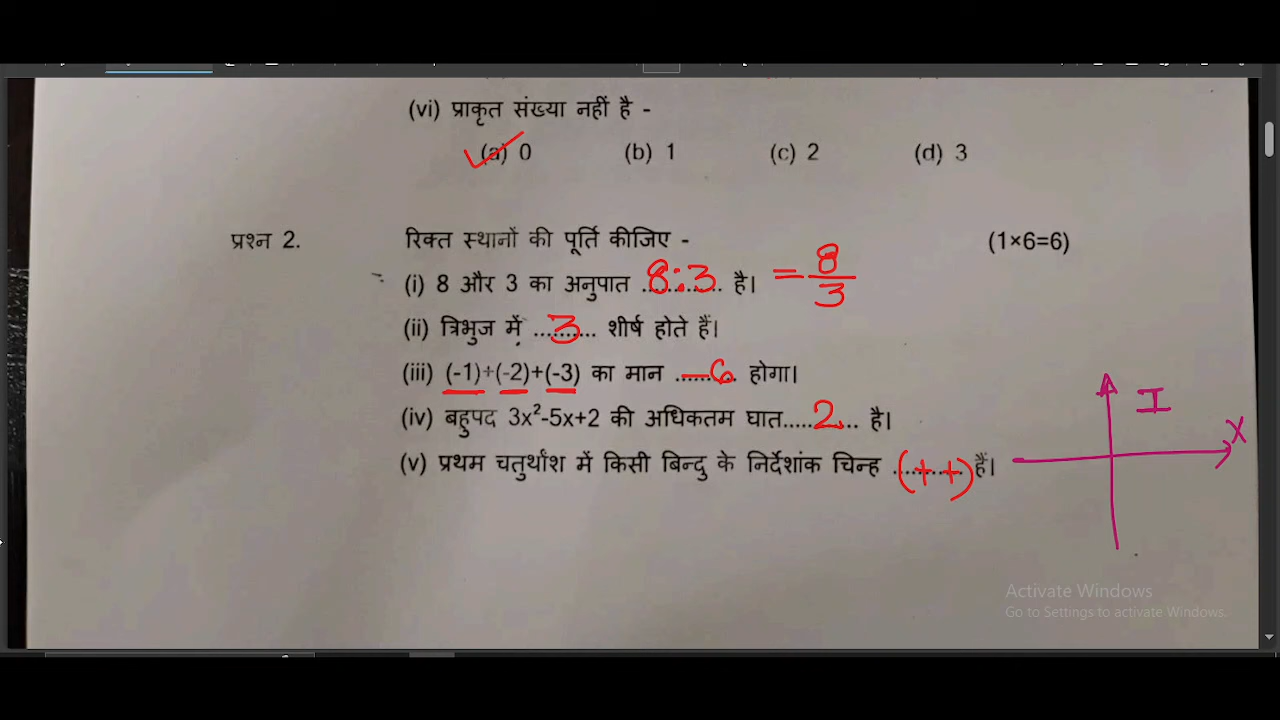 (vi) प्राकृत संख्या नहीं है -
(a) 0 (b) 1 (c) 2 (d) 3
प्रश्न 2. रिक्त स्थानों की पूर्ति कीजिए - (1×6=6)
(i) 8 और 3 का अनुपात ..8:3.. है। = 8/3
(ii) त्रिभुज में ...3... शीर्ष होते हैं।
(iii) (-1)+(-2)+(-3) का मान ...-6... होगा।
(iv) बहुपद 3x²-5x+2 की अधिकतम घात.....2... है।
(v) प्रथम चतुर्थांश में किसी बिन्दु के निर्देशांक चिन्ह ..(++).. हैं।
I
X
Activate Windows
Go to Settings to activate Windows.